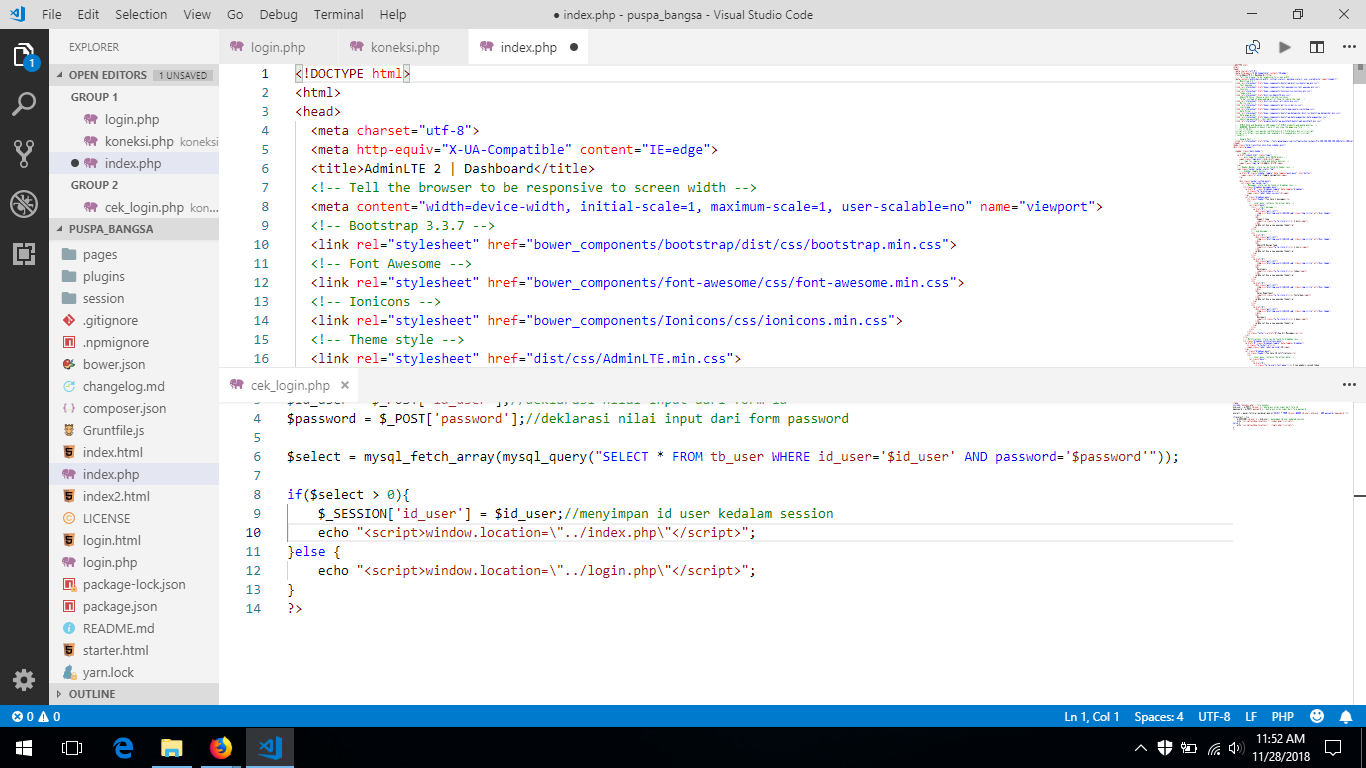 File Edit Selection View Go Debug Terminal Help
● index.php - puspa_bangsa - Visual Studio Code
1
EXPLORER
OPEN EDITORS 1 UNSAVED
GROUP 1
login.php
koneksi.php koneksi
index.php
GROUP 2
cek_login.php kon...
PUSPA_BANGSA
pages
plugins
session
.gitignore
.npmignore
bower.json
changelog.md
composer.json
Gruntfile.js
index.html
index.php
index2.html
LICENSE
login.html
login.php
package-lock.json
package.json
README.md
starter.html
yarn.lock
OUTLINE
login.php koneksi.php index.php
1 <!DOCTYPE html>
2 <html>
3 <head>
4 <meta charset="utf-8">
5 <meta http-equiv="X-UA-Compatible" content="IE=edge">
6 <title>AdminLTE 2 | Dashboard</title>
7 <!-- Tell the browser to be responsive to screen width -->
8 <meta content="width=device-width, initial-scale=1, maximum-scale=1, user-scalable=no" name="viewport">
9 <!-- Bootstrap 3.3.7 -->
10 <link rel="stylesheet" href="bower_components/bootstrap/dist/css/bootstrap.min.css">
11 <!-- Font Awesome -->
12 <link rel="stylesheet" href="bower_components/font-awesome/css/font-awesome.min.css">
13 <!-- Ionicons -->
14 <link rel="stylesheet" href="bower_components/Ionicons/css/ionicons.min.css">
15 <!-- Theme style -->
16 <link rel="stylesheet" href="dist/css/AdminLTE.min.css">
cek_login.php
3 $id_user = $_POST['id_user'];//deklarasi nilai input dari form id
4 $password = $_POST['password'];//deklarasi nilai input dari form password
5
6 $select = mysql_fetch_array(mysql_query("SELECT * FROM tb_user WHERE id_user='$id_user' AND password='$password'"));
7
8 if($select > 0){
9 $_SESSION['id_user'] = $id_user;//menyimpan id user kedalam session
10 echo "<script>window.location=\"../index.php\"</script>";
11 }else {
12 echo "<script>window.location=\"../login.php\"</script>";
13 }
14 ?>
0 0
Ln 1, Col 1 Spaces: 4 UTF-8 LF PHP
11:52 AM
11/28/2018